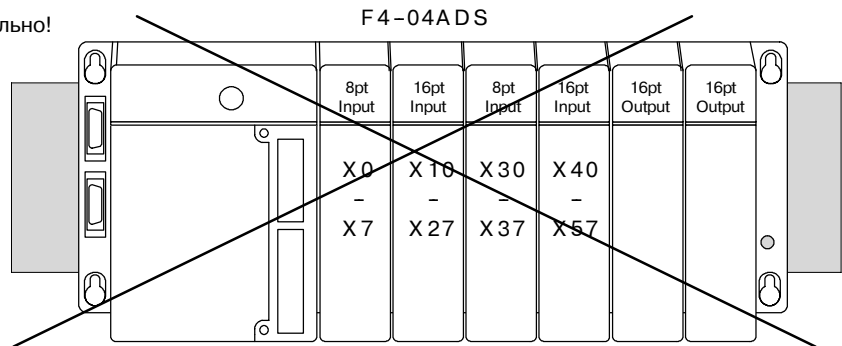 F4-04ADS
льно!
8pt Input
16pt Input
8pt Input
16pt Input
16pt Output
16pt Output
X0 - X7
X10 - X27
X30 - X37
X40 - X57